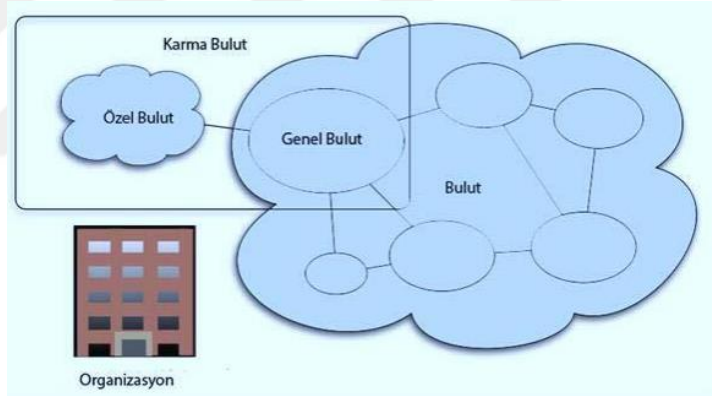 Karma Bulut
Özel Bulut
Genel Bulut
Bulut
Organizasyon